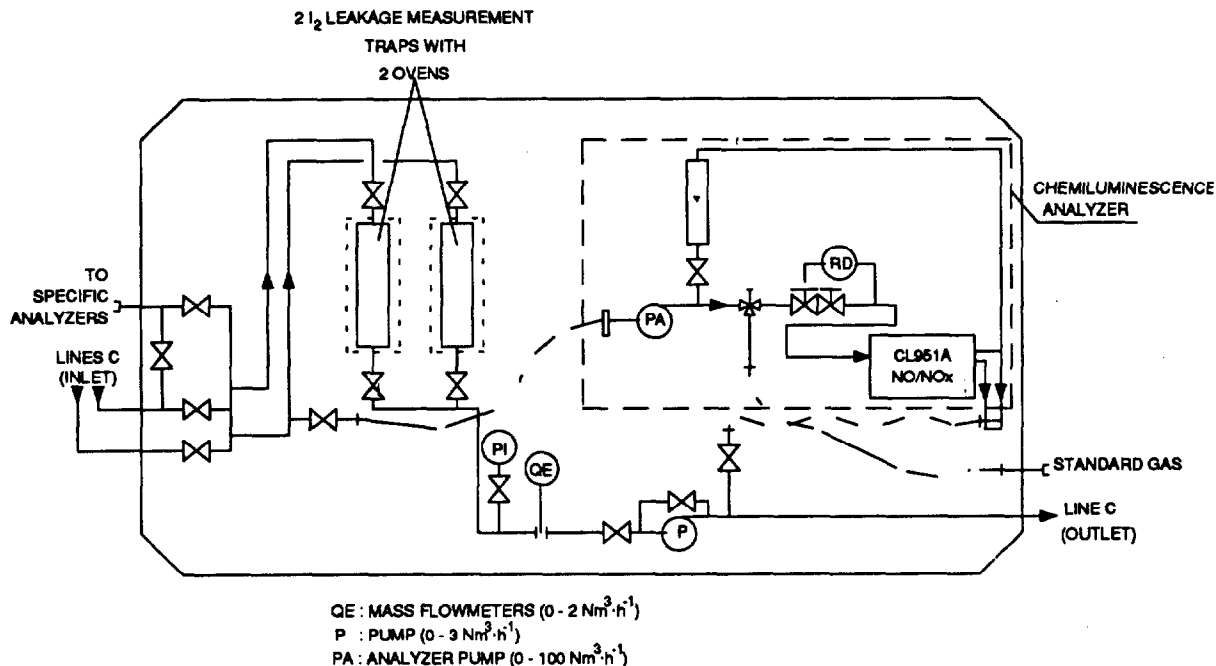 2 I₂ LEAKAGE MEASUREMENT
TRAPS WITH
2 OVENS
CHEMILUMINESCENCE
ANALYZER
RD
TO
SPECIFIC
ANALYZERS
PA
LINES C
(INLET)
CL951A
NO/NOx
PI
QE
STANDARD GAS
P
LINE C
(OUTLET)
QE : MASS FLOWMETERS (0 - 2 Nm³·h⁻¹)
P : PUMP (0 - 3 Nm³·h⁻¹)
PA : ANALYZER PUMP (0 - 100 Nm³·h⁻¹)